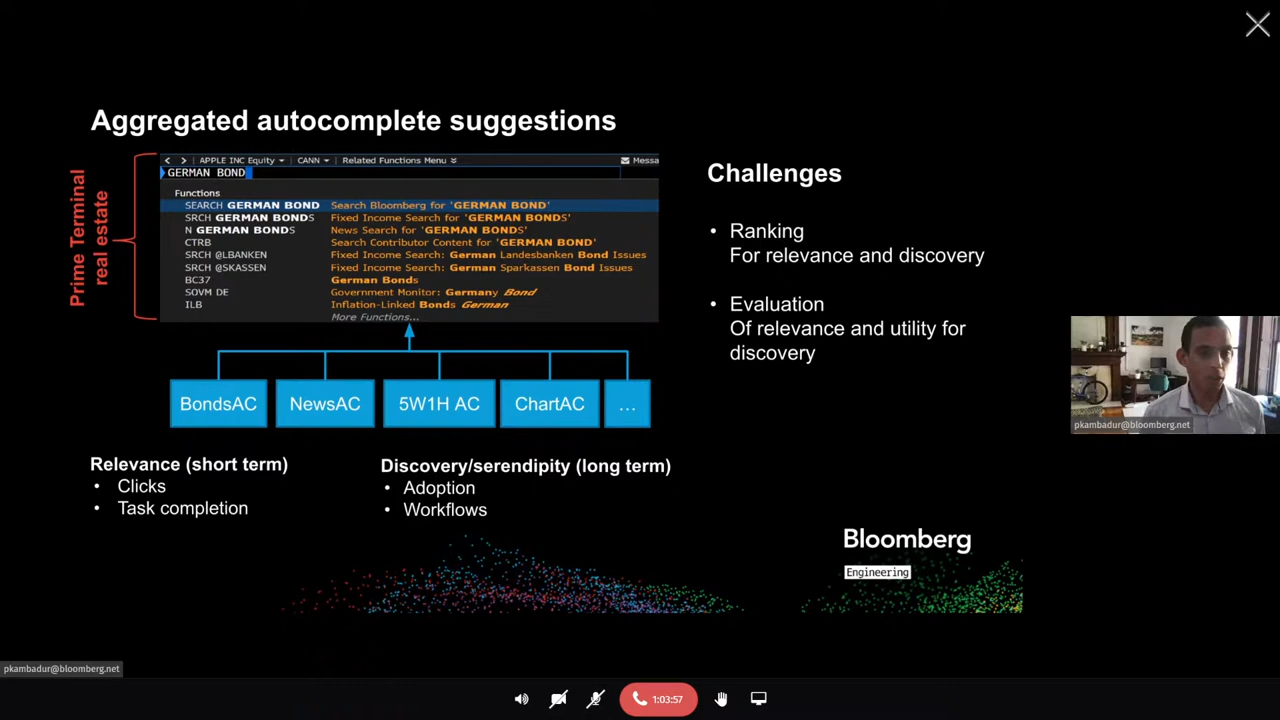 Aggregated autocomplete suggestions
Prime Terminal
real estate
< > APPLE INC Equity CANN Related Functions Menu Messa
GERMAN BOND
Functions
SEARCH GERMAN BOND Search Bloomberg for 'GERMAN BOND'
SRCH GERMAN BONDS Fixed Income Search for 'GERMAN BONDS'
N GERMAN BONDS News Search for 'GERMAN BONDS'
CTRB Search Contributor Content for 'GERMAN BOND'
SRCH @LBANKEN Fixed Income Search: German Landesbanken Bond Issues
SRCH @SKASSEN Fixed Income Search: German Sparkassen Bond Issues
BC37 German Bonds
SOVM DE Government Monitor: Germany Bond
ILB Inflation-Linked Bonds German
More Functions...
BondsAC NewsAC 5W1H AC ChartAC ...
Relevance (short term)
• Clicks
• Task completion
Discovery/serendipity (long term)
• Adoption
• Workflows
Challenges
• Ranking
For relevance and discovery
• Evaluation
Of relevance and utility for
discovery
pkambadur@bloomberg.net
Bloomberg
Engineering
pkambadur@bloomberg.net
1:03:57